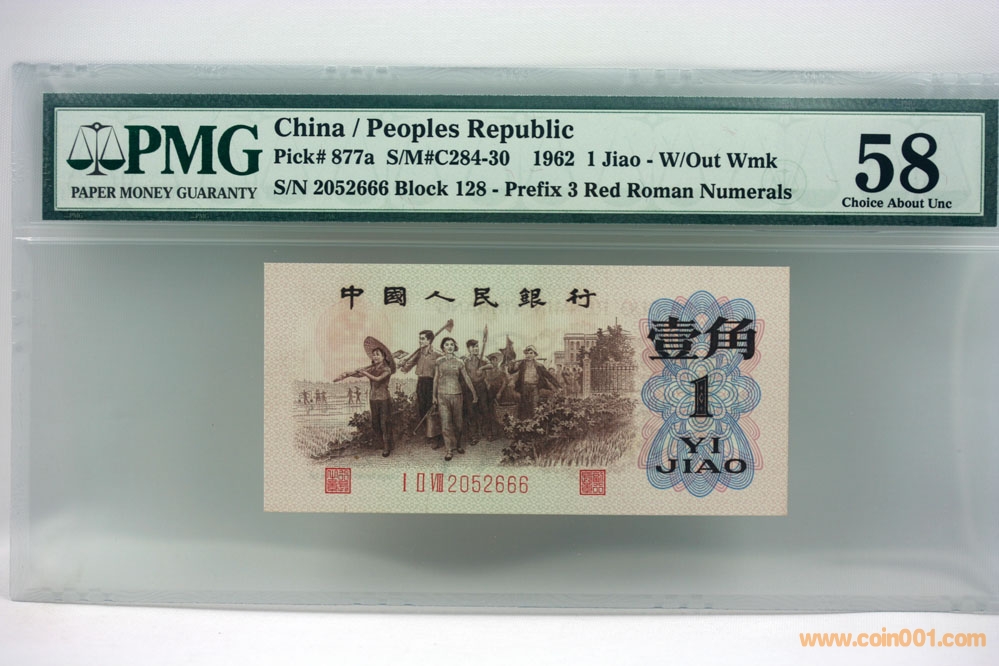 PMG
PAPER MONEY GUARANTY
China / Peoples Republic
Pick# 877a S/M#C284-30 1962 1 Jiao - W/Out Wmk
S/N 2052666 Block 128 - Prefix 3 Red Roman Numerals
58
Choice About Unc
中國人民銀行
壹角
1
YI
JIAO
I II VIII 2052666
www.coin001.com